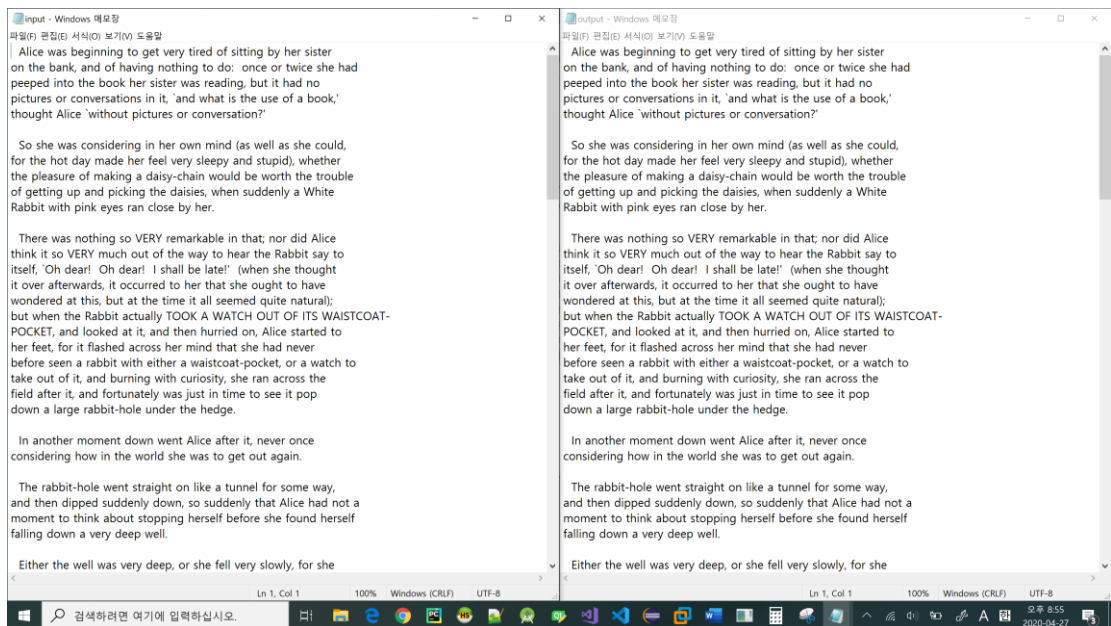 input - Windows 메모장
파일(F) 편집(E) 서식(O) 보기(V) 도움말
Alice was beginning to get very tired of sitting by her sister
on the bank, and of having nothing to do:  once or twice she had
peeped into the book her sister was reading, but it had no
pictures or conversations in it, `and what is the use of a book,'
thought Alice `without pictures or conversation?'
So she was considering in her own mind (as well as she could,
for the hot day made her feel very sleepy and stupid), whether
the pleasure of making a daisy-chain would be worth the trouble
of getting up and picking the daisies, when suddenly a White
Rabbit with pink eyes ran close by her.
There was nothing so VERY remarkable in that; nor did Alice
think it so VERY much out of the way to hear the Rabbit say to
itself, `Oh dear!  Oh dear!  I shall be late!'  (when she thought
it over afterwards, it occurred to her that she ought to have
wondered at this, but at the time it all seemed quite natural);
but when the Rabbit actually TOOK A WATCH OUT OF ITS WAISTCOAT-
POCKET, and looked at it, and then hurried on, Alice started to
her feet, for it flashed across her mind that she had never
before seen a rabbit with either a waistcoat-pocket, or a watch to
take out of it, and burning with curiosity, she ran across the
field after it, and fortunately was just in time to see it pop
down a large rabbit-hole under the hedge.
In another moment down went Alice after it, never once
considering how in the world she was to get out again.
The rabbit-hole went straight on like a tunnel for some way,
and then dipped suddenly down, so suddenly that Alice had not a
moment to think about stopping herself before she found herself
falling down a very deep well.
Either the well was very deep, or she fell very slowly, for she
Ln 1, Col 1 100% Windows (CRLF) UTF-8
output - Windows 메모장
파일(F) 편집(E) 서식(O) 보기(V) 도움말
Alice was beginning to get very tired of sitting by her sister
on the bank, and of having nothing to do:  once or twice she had
peeped into the book her sister was reading, but it had no
pictures or conversations in it, `and what is the use of a book,'
thought Alice `without pictures or conversation?'
So she was considering in her own mind (as well as she could,
for the hot day made her feel very sleepy and stupid), whether
the pleasure of making a daisy-chain would be worth the trouble
of getting up and picking the daisies, when suddenly a White
Rabbit with pink eyes ran close by her.
There was nothing so VERY remarkable in that; nor did Alice
think it so VERY much out of the way to hear the Rabbit say to
itself, `Oh dear!  Oh dear!  I shall be late!'  (when she thought
it over afterwards, it occurred to her that she ought to have
wondered at this, but at the time it all seemed quite natural);
but when the Rabbit actually TOOK A WATCH OUT OF ITS WAISTCOAT-
POCKET, and looked at it, and then hurried on, Alice started to
her feet, for it flashed across her mind that she had never
before seen a rabbit with either a waistcoat-pocket, or a watch to
take out of it, and burning with curiosity, she ran across the
field after it, and fortunately was just in time to see it pop
down a large rabbit-hole under the hedge.
In another moment down went Alice after it, never once
considering how in the world she was to get out again.
The rabbit-hole went straight on like a tunnel for some way,
and then dipped suddenly down, so suddenly that Alice had not a
moment to think about stopping herself before she found herself
falling down a very deep well.
Either the well was very deep, or she fell very slowly, for she
Ln 1, Col 1 100% Windows (CRLF) UTF-8
검색하려면 여기에 입력하십시오.
A
오후 8:55
2020-04-27